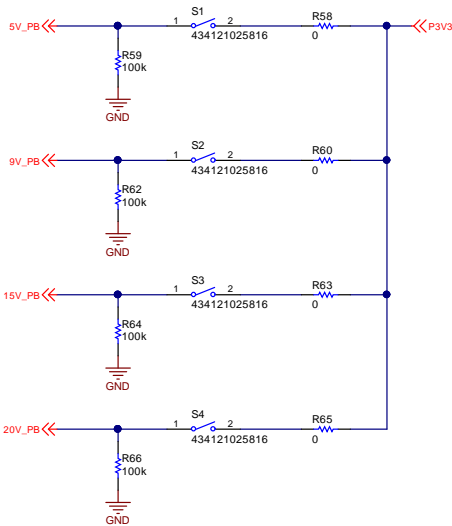 S1
5V_PB
1
2
R58
P3V3
434121025816
0
R59
100k
GND
S2
9V_PB
1
2
R60
434121025816
0
R62
100k
GND
S3
15V_PB
1
2
R63
434121025816
0
R64
100k
GND
S4
20V_PB
1
2
R65
434121025816
0
R66
100k
GND